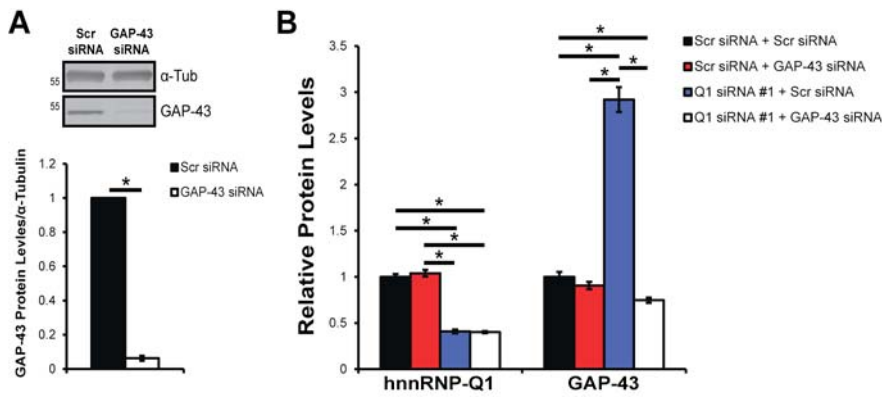 A
Scr siRNA
GAP-43 siRNA
55
α-Tub
55
GAP-43
GAP-43 Protein Levles/α-Tubulin
1.2
1
0.8
0.6
0.4
0.2
0
*
Scr siRNA
GAP-43 siRNA
B
Relative Protein Levels
3.5
3
2.5
2
1.5
1
0.5
0
*
*
*
*
*
*
*
*
hnnRNP-Q1
GAP-43
Scr siRNA + Scr siRNA
Scr siRNA + GAP-43 siRNA
Q1 siRNA #1 + Scr siRNA
Q1 siRNA #1 + GAP-43 siRNA